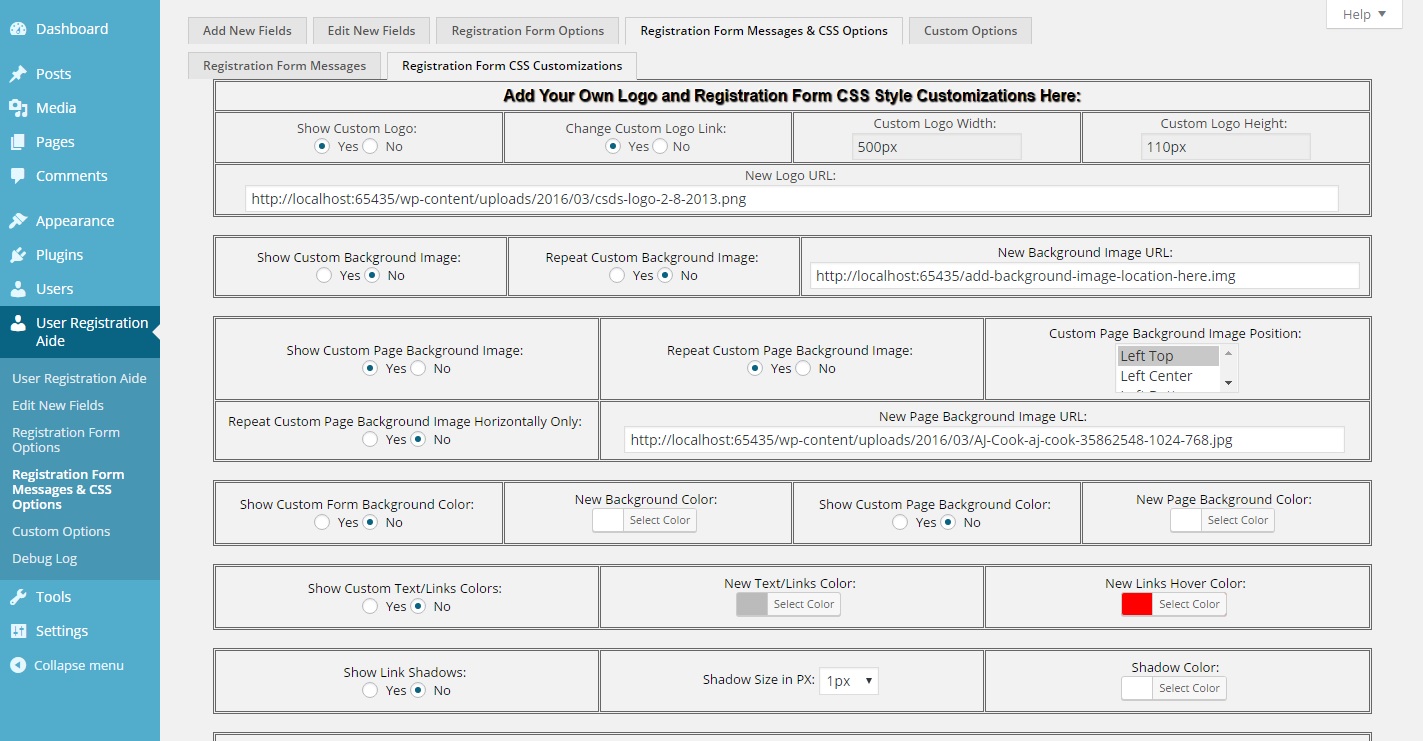 Help
Dashboard
Posts
Media
Pages
Comments
Appearance
Plugins
Users
User Registration
Aide
User Registration Aide
Edit New Fields
Registration Form
Options
Registration Form
Messages & CSS
Options
Custom Options
Debug Log
Tools
Settings
Collapse menu
Add New Fields
Edit New Fields
Registration Form Options
Registration Form Messages & CSS Options
Custom Options
Registration Form Messages
Registration Form CSS Customizations
Add Your Own Logo and Registration Form CSS Style Customizations Here:
Show Custom Logo:
Yes No
Change Custom Logo Link:
Yes No
Custom Logo Width:
500px
Custom Logo Height:
110px
New Logo URL:
http://localhost:65435/wp-content/uploads/2016/03/csds-logo-2-8-2013.png
Show Custom Background Image:
Yes No
Repeat Custom Background Image:
Yes No
New Background Image URL:
http://localhost:65435/add-background-image-location-here.img
Show Custom Page Background Image:
Yes No
Repeat Custom Page Background Image:
Yes No
Custom Page Background Image Position:
Left Top
Left Center
Repeat Custom Page Background Image Horizontally Only:
Yes No
New Page Background Image URL:
http://localhost:65435/wp-content/uploads/2016/03/AJ-Cook-aj-cook-35862548-1024-768.jpg
Show Custom Form Background Color:
Yes No
New Background Color:
Select Color
Show Custom Page Background Color:
Yes No
New Page Background Color:
Select Color
Show Custom Text/Links Colors:
Yes No
New Text/Links Color:
Select Color
New Links Hover Color:
Select Color
Show Link Shadows:
Yes No
Shadow Size in PX: 1px
Shadow Color:
Select Color